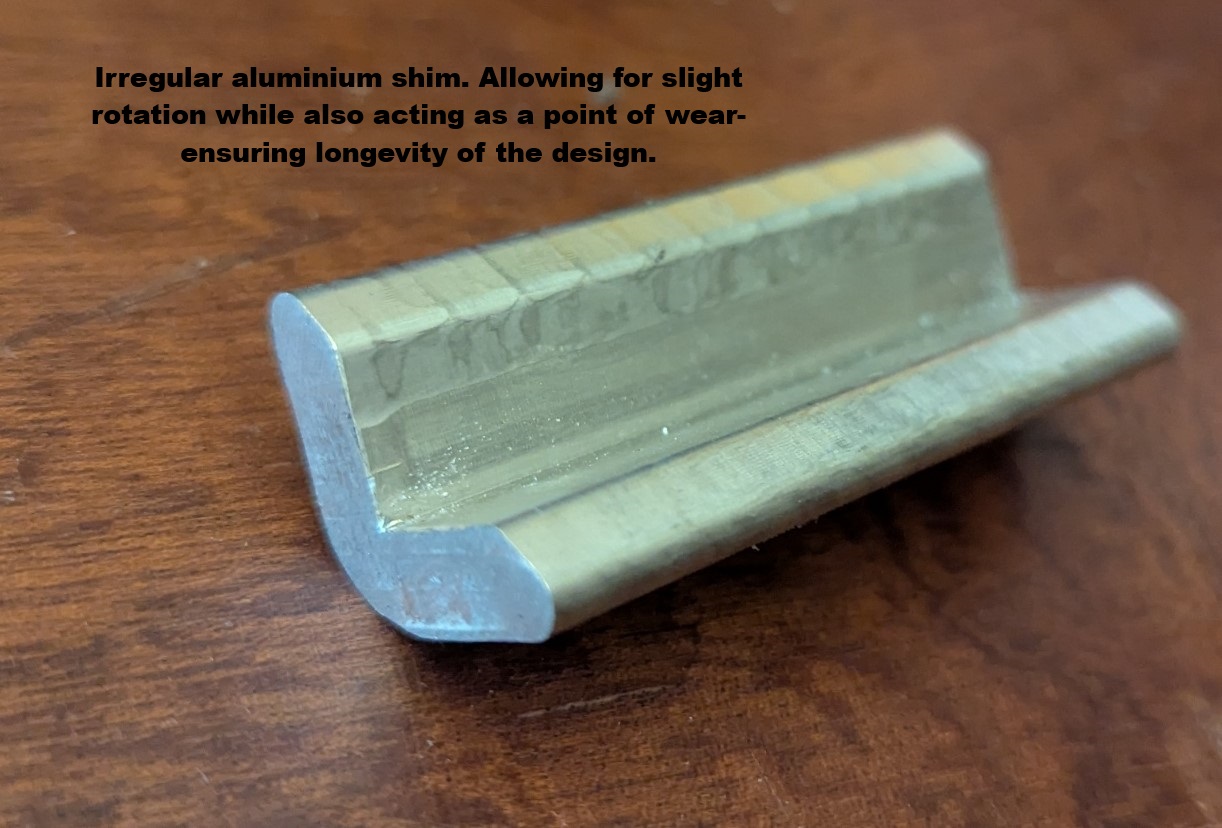 Irregular aluminium shim. Allowing for slight
rotation while also acting as a point of wear-
ensuring longevity of the design.